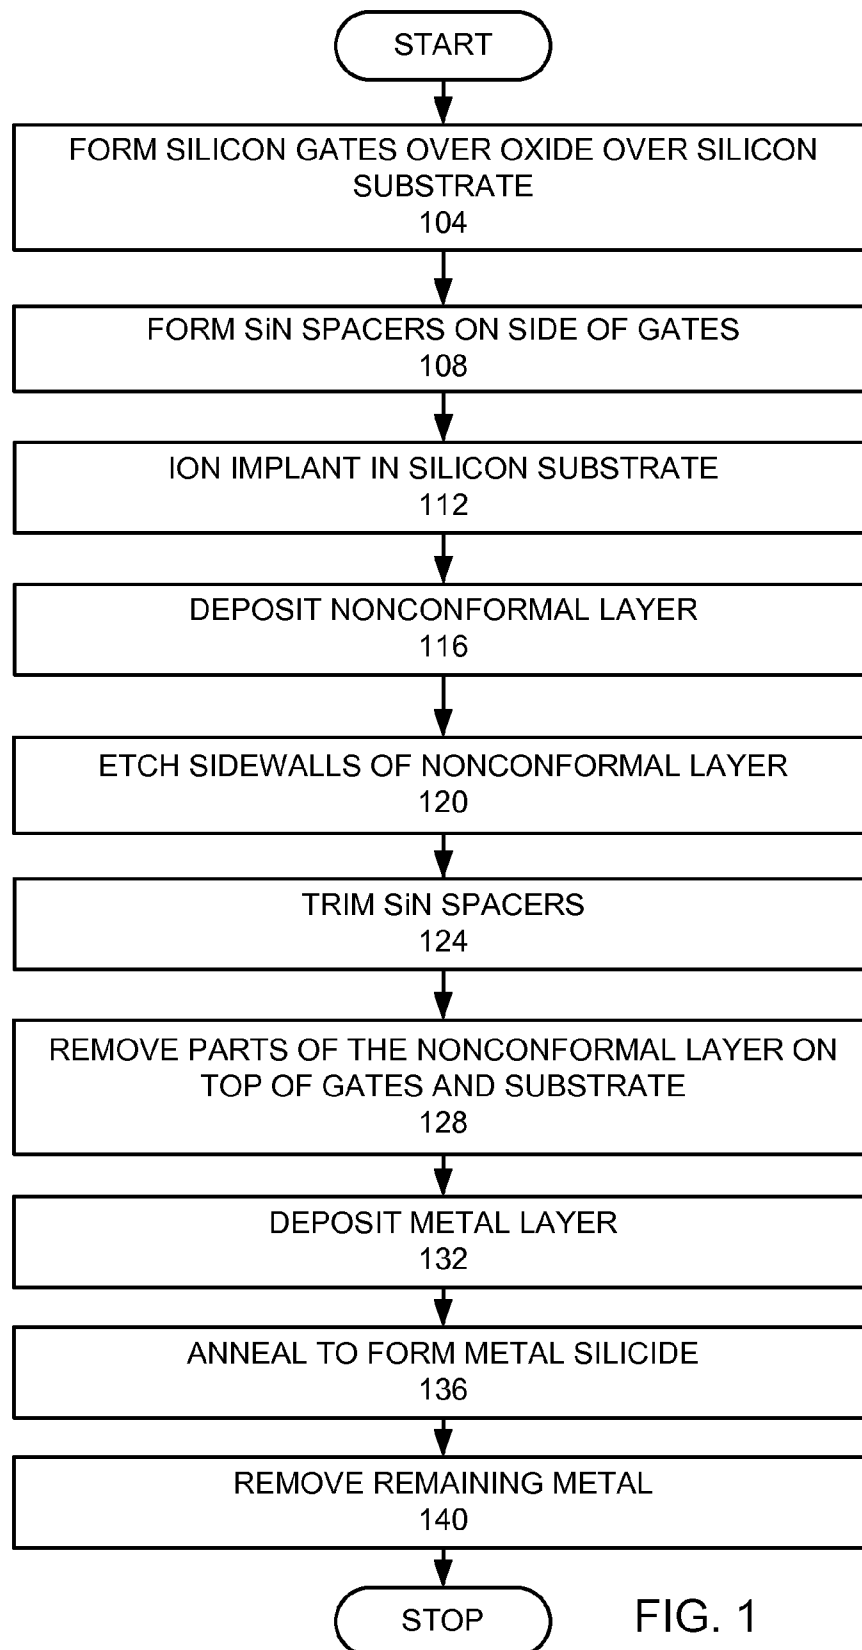 START
FORM SILICON GATES OVER OXIDE OVER SILICON
SUBSTRATE
104
FORM SiN SPACERS ON SIDE OF GATES
108
ION IMPLANT IN SILICON SUBSTRATE
112
DEPOSIT NONCONFORMAL LAYER
116
ETCH SIDEWALLS OF NONCONFORMAL LAYER
120
TRIM SiN SPACERS
124
REMOVE PARTS OF THE NONCONFORMAL LAYER ON
TOP OF GATES AND SUBSTRATE
128
DEPOSIT METAL LAYER
132
ANNEAL TO FORM METAL SILICIDE
136
REMOVE REMAINING METAL
140
STOP
FIG. 1